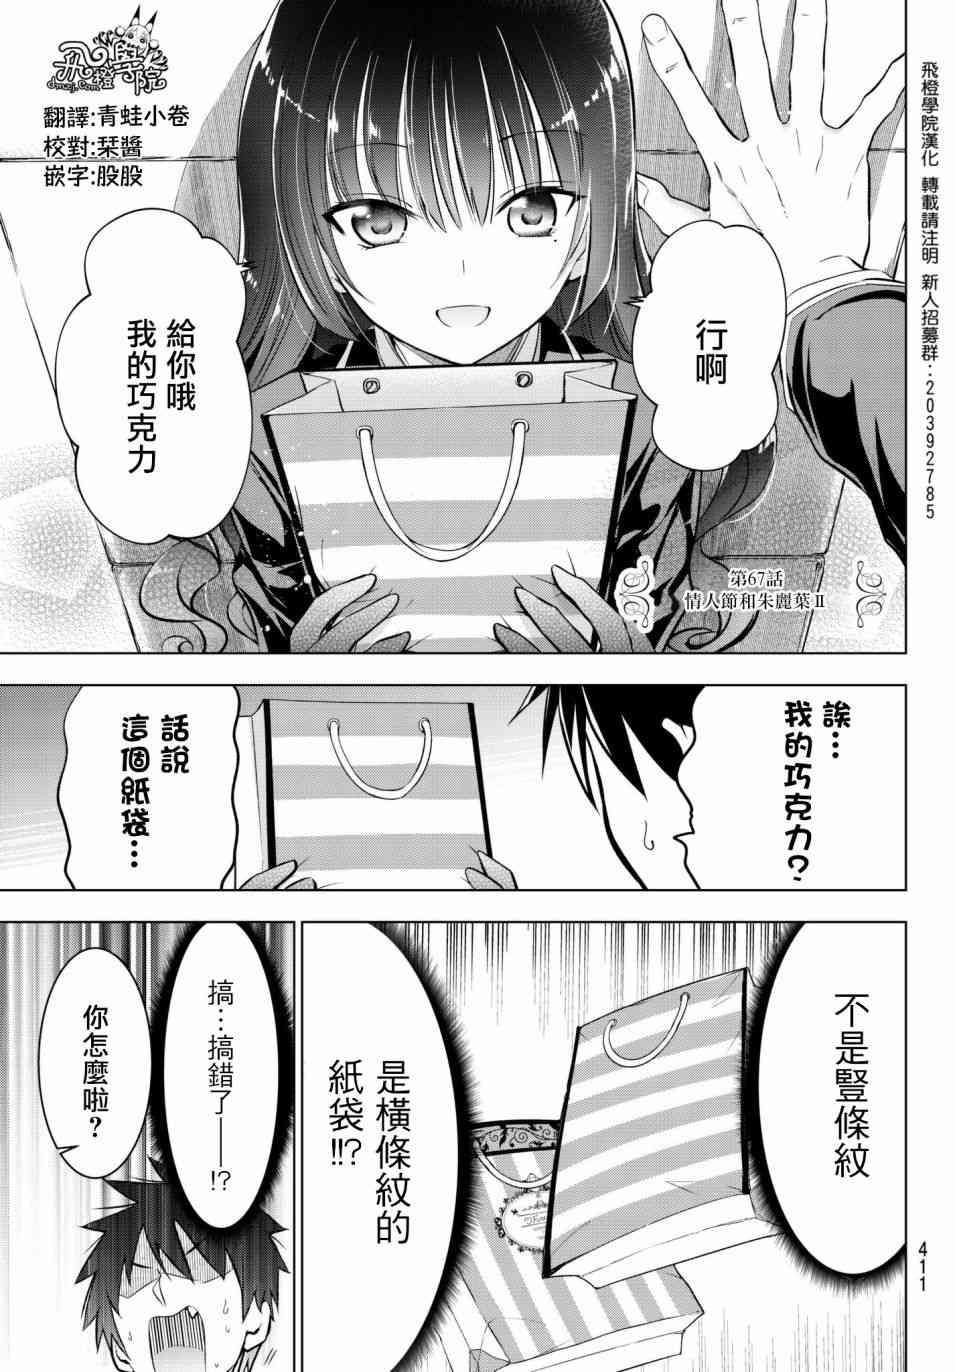 飛橙學院
dmzj.com
翻譯:青蛙小卷
校對:栞醬
嵌字:股股
飛橙學院漢化 轉載請注明 新人招募群:20392785
行啊
給你哦
我的巧克力
第67話
情人節和朱麗葉Ⅱ
誒…
我的巧克力?
話說
這個紙袋…
不是豎條紋
是橫條紋的
紙袋!!?
搞…搞錯了——!?
你怎麼啦?
411